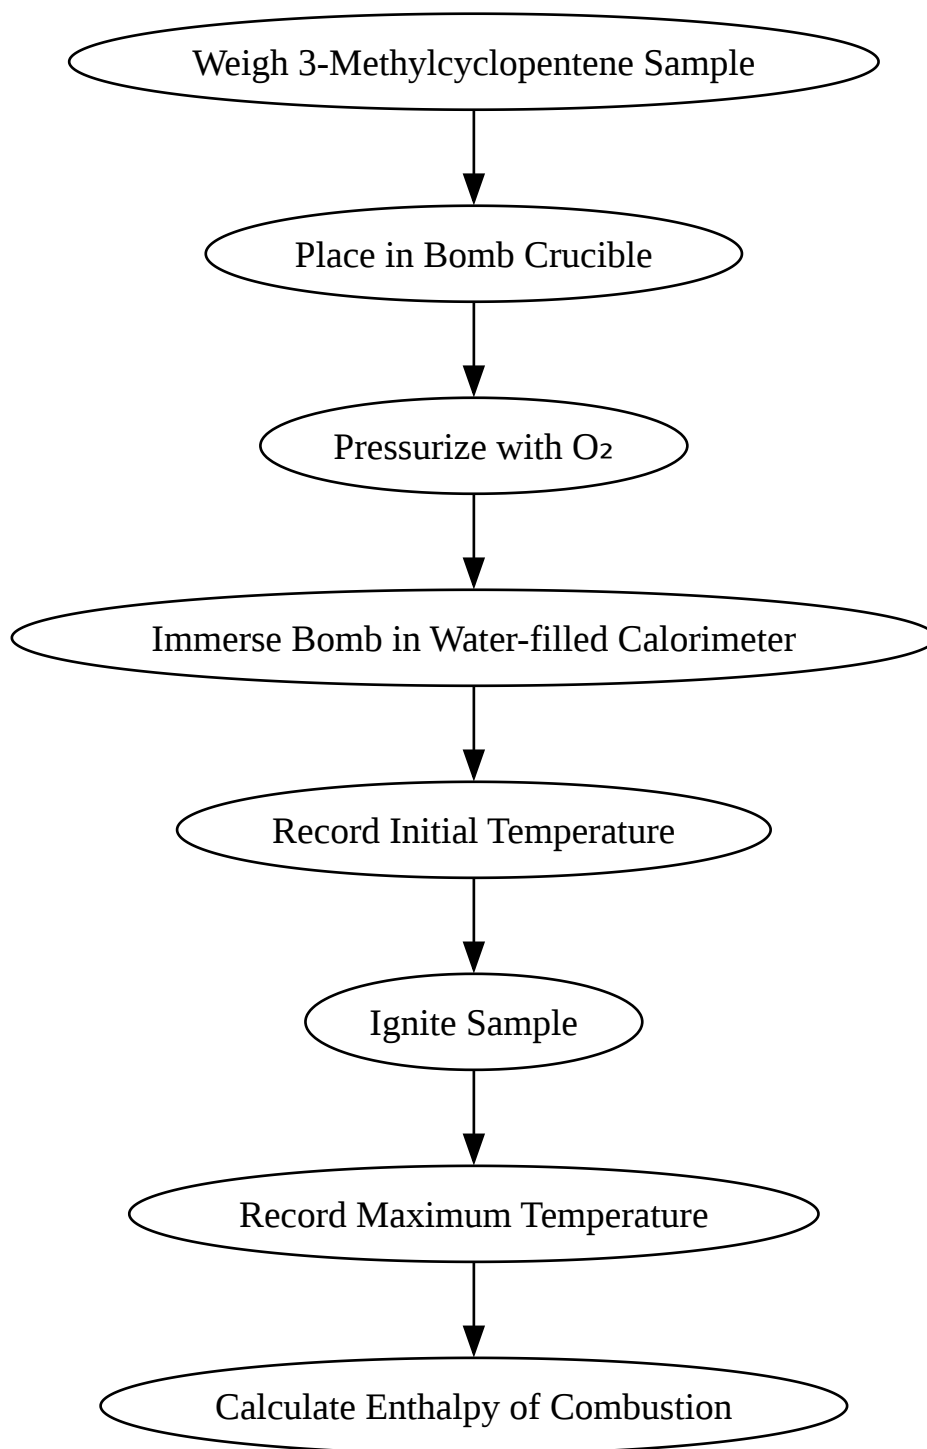 Weigh 3-Methylcyclopentene Sample
Place in Bomb Crucible
Pressurize with O₂
Immerse Bomb in Water-filled Calorimeter
Record Initial Temperature
Ignite Sample
Record Maximum Temperature
Calculate Enthalpy of Combustion